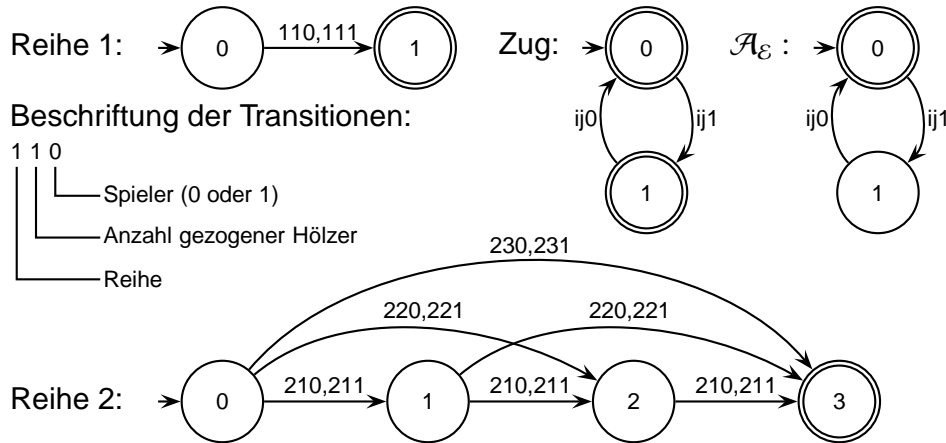 Reihe 1: 0 110,111 1 Zug: 0 𝒜ℰ : 0
Beschriftung der Transitionen:
ij0 ij1 ij0 ij1
1 1 0
Spieler (0 oder 1)
1 1
Anzahl gezogener Hölzer
230,231
Reihe
220,221 220,221
Reihe 2: 0 210,211 1 210,211 2 210,211 3